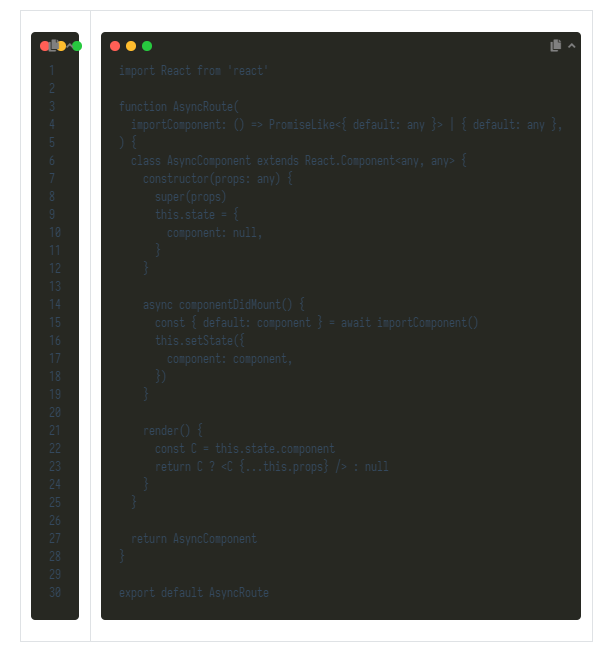 1
2
3
4
5
6
7
8
9
10
11
12
13
14
15
16
17
18
19
20
21
22
23
24
25
26
27
28
29
30
import React from 'react'

function AsyncRoute(
  importComponent: () => PromiseLike<{ default: any }> | { default: any },
) {
  class AsyncComponent extends React.Component<any, any> {
    constructor(props: any) {
      super(props)
      this.state = {
        component: null,
      }
    }

    async componentDidMount() {
      const { default: component } = await importComponent()
      this.setState({
        component: component,
      })
    }

    render() {
      const C = this.state.component
      return C ? <C {...this.props} /> : null
    }
  }

  return AsyncComponent
}

export default AsyncRoute